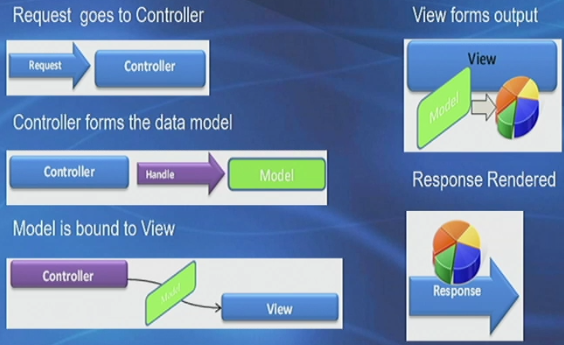 Request goes to Controller
Request
Controller
Controller forms the data model
Controller
Handle
Model
Model is bound to View
Controller
Model
View
View forms output
View
Model
Response Rendered
Response